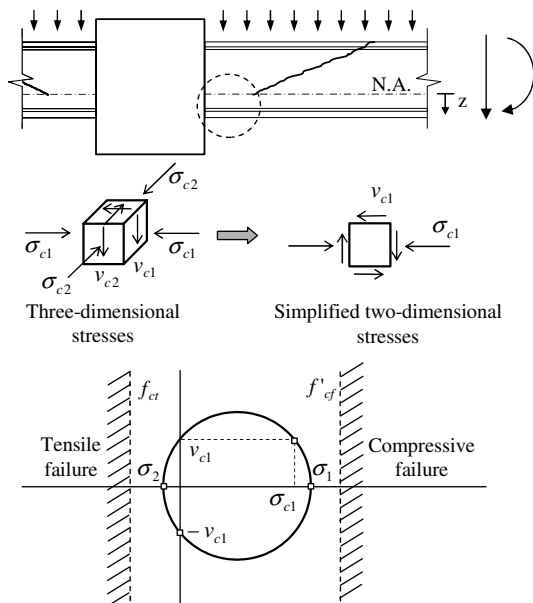 N.A.
z
σc2
σc1
σc1
σc2
vc2
vc1
vc1
σc1
Three-dimensional
stresses
Simplified two-dimensional
stresses
fct
f'cf
Tensile
failure
vc1
Compressive
failure
σ2
σ1
σc1
−vc1